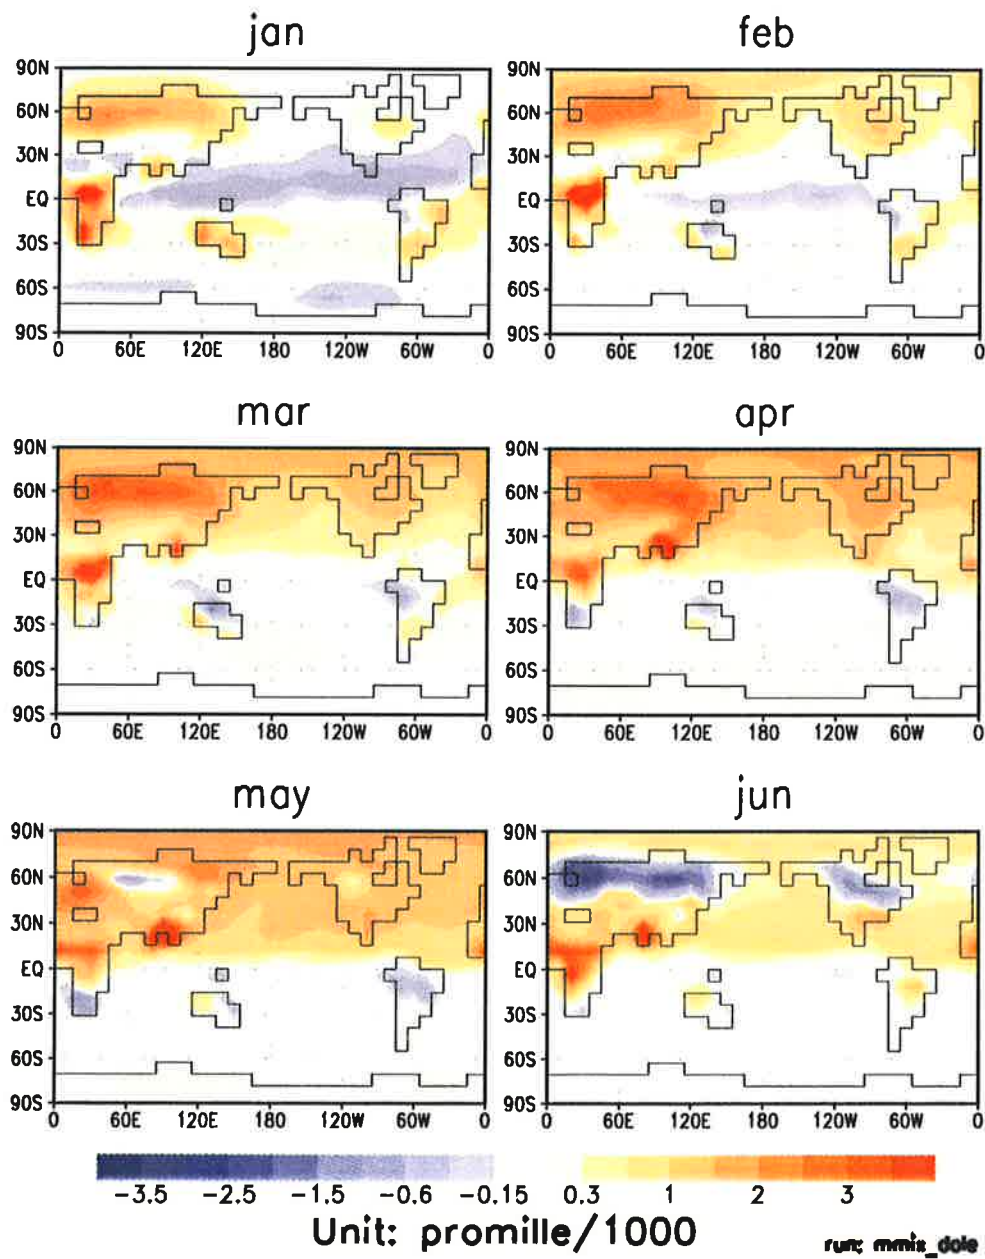 jan feb
90N 90N
60N 60N
30N 30N
EQ EQ
30S 30S
60S 60S
90S 90S
0 60E 120E 180 120W 60W 0 0 60E 120E 180 120W 60W 0
mar apr
90N 90N
60N 60N
30N 30N
EQ EQ
30S 30S
60S 60S
90S 90S
0 60E 120E 180 120W 60W 0 0 60E 120E 180 120W 60W 0
may jun
90N 90N
60N 60N
30N 30N
EQ EQ
30S 30S
60S 60S
90S 90S
0 60E 120E 180 120W 60W 0 0 60E 120E 180 120W 60W 0
-3.5 -2.5 -1.5 -0.6 -0.15 0.3 1 2 3
Unit: promille/1000
run: mmix_dole